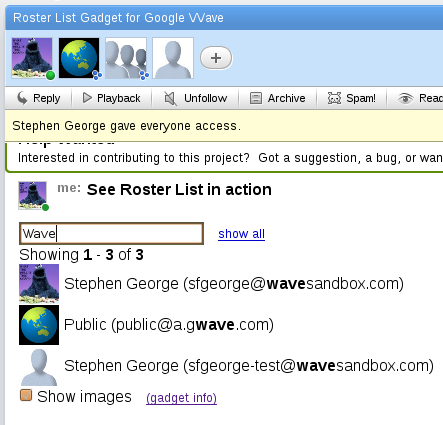 Roster List Gadget for Google Wave
Reply Playback Unfollow Archive Spam! Read
Stephen George gave everyone access.
Help Wanted
Interested in contributing to this project? Got a suggestion, a bug, or wan
me: See Roster List in action
Wave show all
Showing 1 - 3 of 3
Stephen George (sfgeorge@wavesandbox.com)
Public (public@a.gwave.com)
Stephen George (sfgeorge-test@wavesandbox.com)
Show images (gadget info)